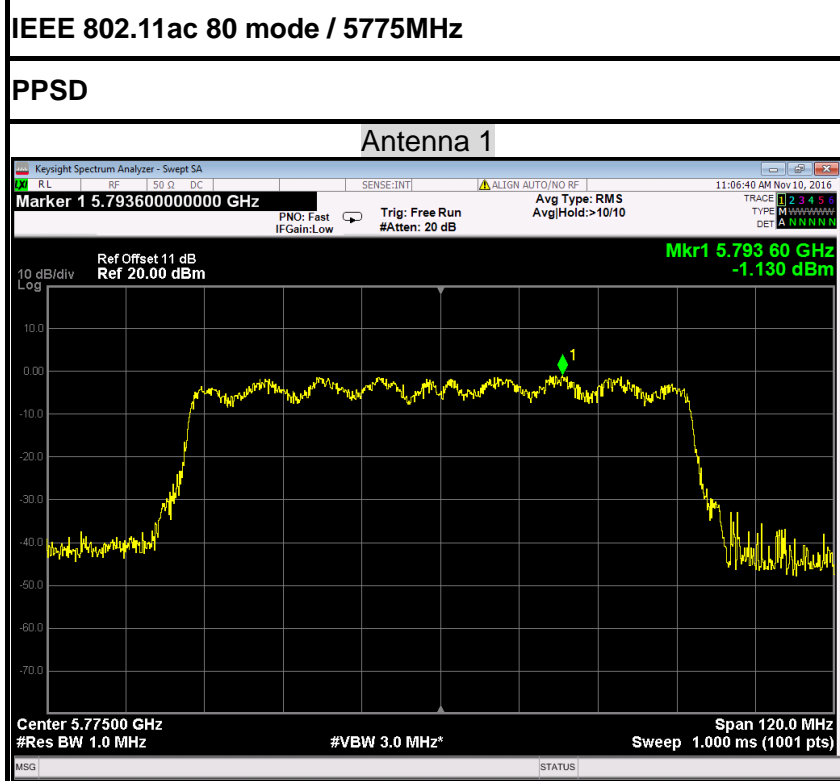 IEEE 802.11ac 80 mode / 5775MHz
PPSD
Antenna 1
Keysight Spectrum Analyzer - Swept SA
LXI RL RF 50 Ω DC SENSE:INT ALIGN AUTO/NO RF 11:06:40 AM Nov 10, 2016
Marker 1 5.793600000000 GHz
PNO: Fast
IFGain:Low
Trig: Free Run
#Atten: 20 dB
Avg Type: RMS
Avg|Hold:>10/10
TRACE 1 2 3 4 5 6
TYPE M WWWWW
DET A N N N N N
Mkr1 5.793 60 GHz
-1.130 dBm
Ref Offset 11 dB
10 dB/div Ref 20.00 dBm
Log
10.0
1
0.00
-10.0
-20.0
-30.0
-40.0
-50.0
-60.0
-70.0
Center 5.77500 GHz Span 120.0 MHz
#Res BW 1.0 MHz #VBW 3.0 MHz* Sweep 1.000 ms (1001 pts)
MSG STATUS